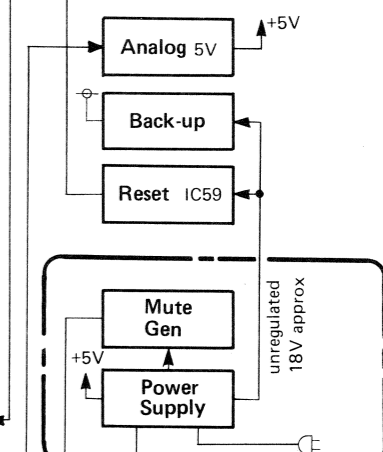 +5V
Analog 5V
Back-up
Reset IC59
unregulated
18V approx
Mute
Gen
+5V
Power
Supply